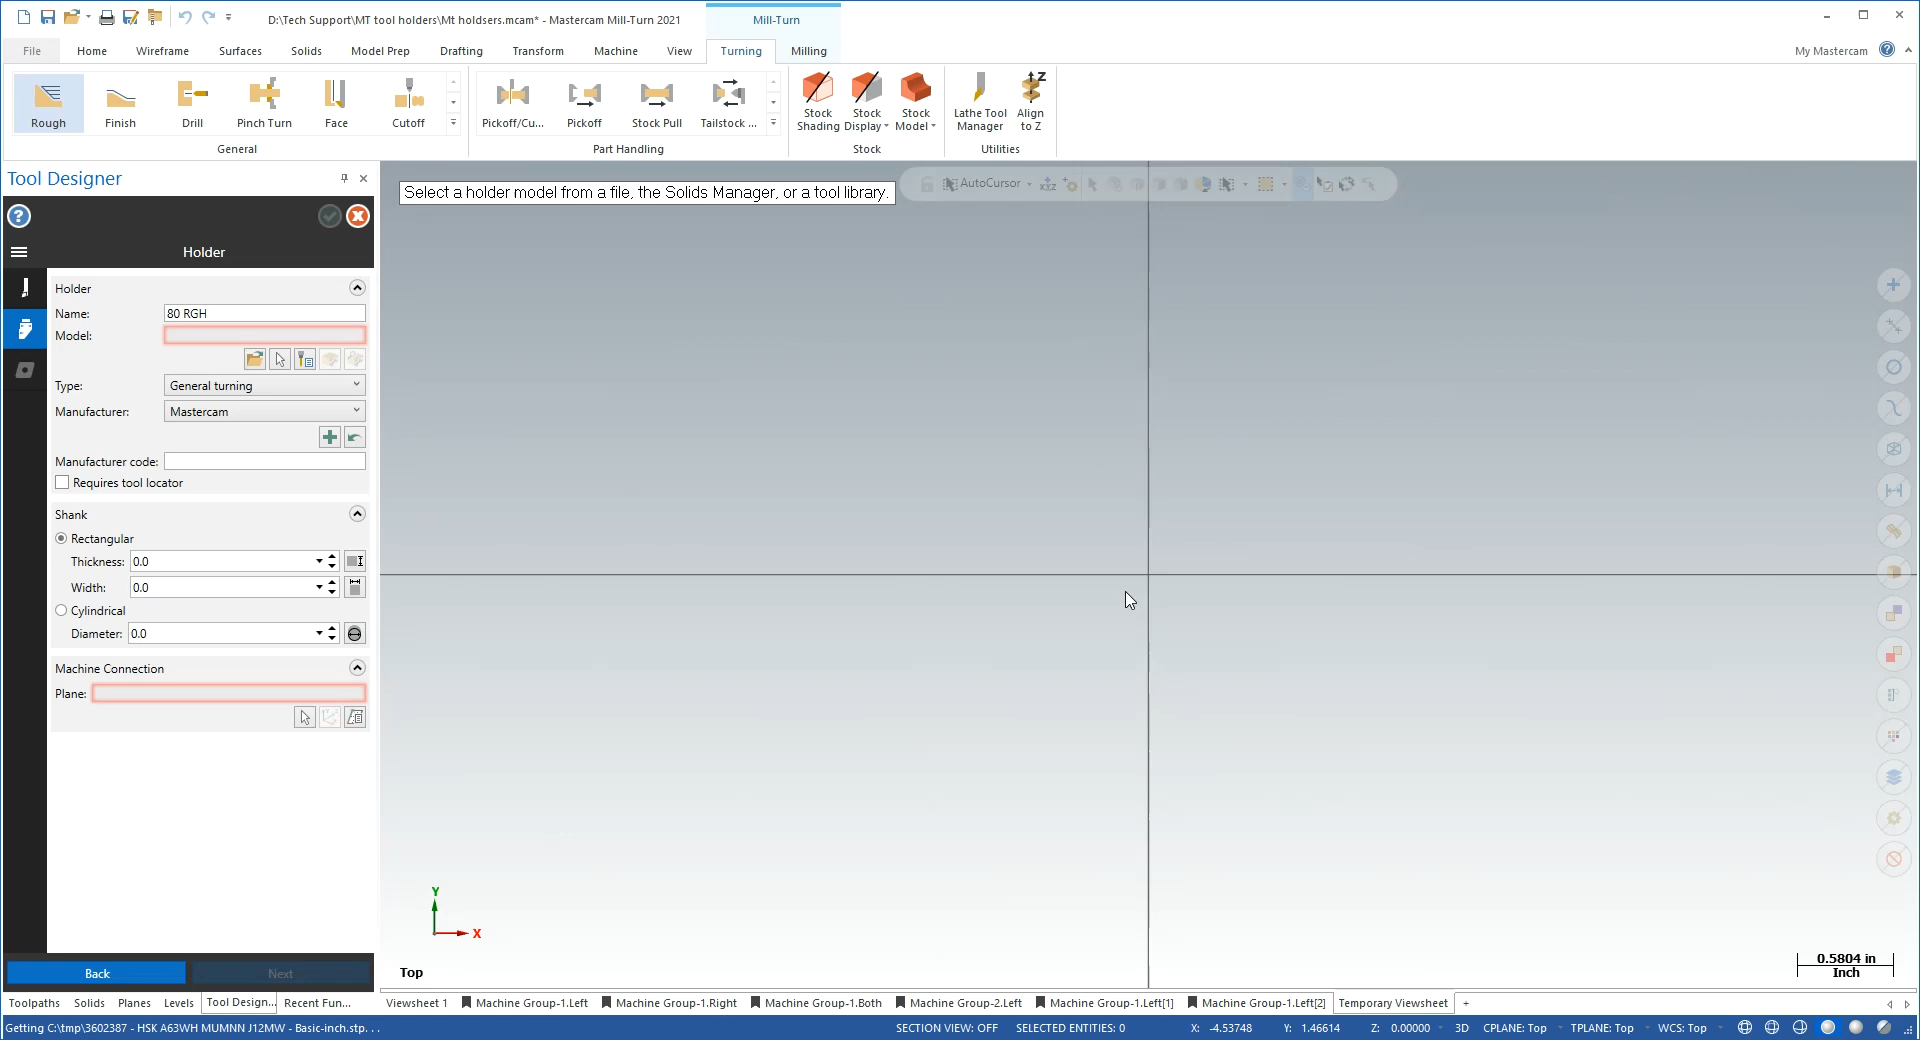 D:\Tech Support\MT tool holders\Mt holdsers.mcam* - Mastercam Mill-Turn 2021
Mill-Turn
File Home Wireframe Surfaces Solids Model Prep Drafting Transform Machine View Turning Milling My Mastercam
Rough Finish Drill Pinch Turn Face Cutoff Pickoff/Cu... Pickoff Stock Pull Tailstock ...
Stock Shading Stock Display Stock Model Lathe Tool Manager Align to Z
General Part Handling Stock Utilities
Tool Designer
Select a holder model from a file, the Solids Manager, or a tool library.
AutoCursor
Holder
Holder
Name: 80 RGH
Model:
Type: General turning
Manufacturer: Mastercam
Manufacturer code:
Requires tool locator
Shank
Rectangular
Thickness: 0.0
Width: 0.0
Cylindrical
Diameter: 0.0
Machine Connection
Plane:
Y
X
Top
0.5804 in
Inch
Back Next
Toolpaths Solids Planes Levels Tool Design... Recent Fun... Viewsheet 1 Machine Group-1.Left Machine Group-1.Right Machine Group-1.Both Machine Group-2.Left Machine Group-1.Left[1] Machine Group-1.Left[2] Temporary Viewsheet +
Getting C:\tmp\3602387 - HSK A63WH MUMNN J12MW - Basic-inch.stp. . . SECTION VIEW: OFF SELECTED ENTITIES: 0 X: -4.53748 Y: 1.46614 Z: 0.00000 3D CPLANE: Top TPLANE: Top WCS: Top